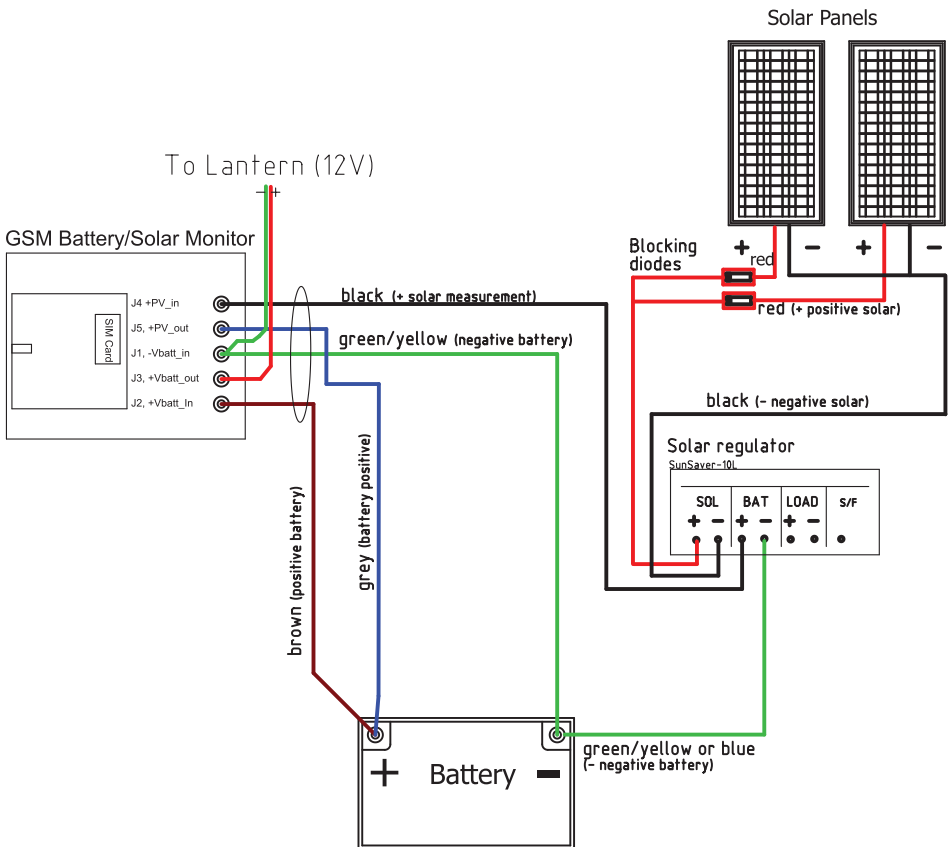 Solar Panels
To Lantern (12V)
- +
GSM Battery/Solar Monitor
+ - + -
Blocking
diodes
red
J4 +PV_in
black (+ solar measurement)
red (+ positive solar)
J5, +PV_out
SIM Card
green/yellow (negative battery)
J1, -Vbatt_in
J3, +Vbatt_out
J2, +Vbatt_In
black (- negative solar)
Solar regulator
SunSaver-10L
SOL BAT LOAD S/F
+ - + - + -
grey (battery positive)
brown (positive battery)
green/yellow or blue
(- negative battery)
+ Battery -